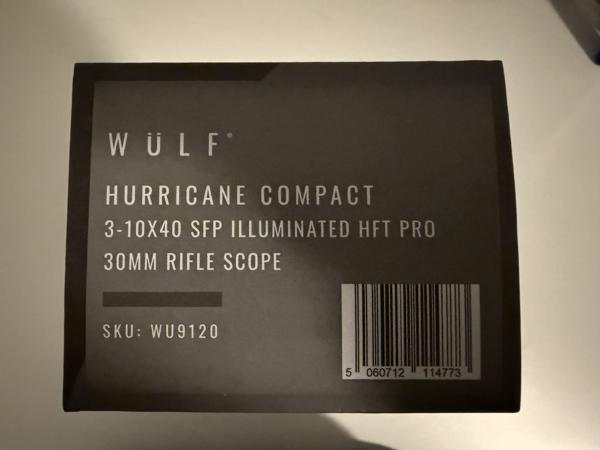 WÜLF®
HURRICANE COMPACT
3-10X40 SFP ILLUMINATED HFT PRO
30MM RIFLE SCOPE
SKU: WU9120
5 060712 114773